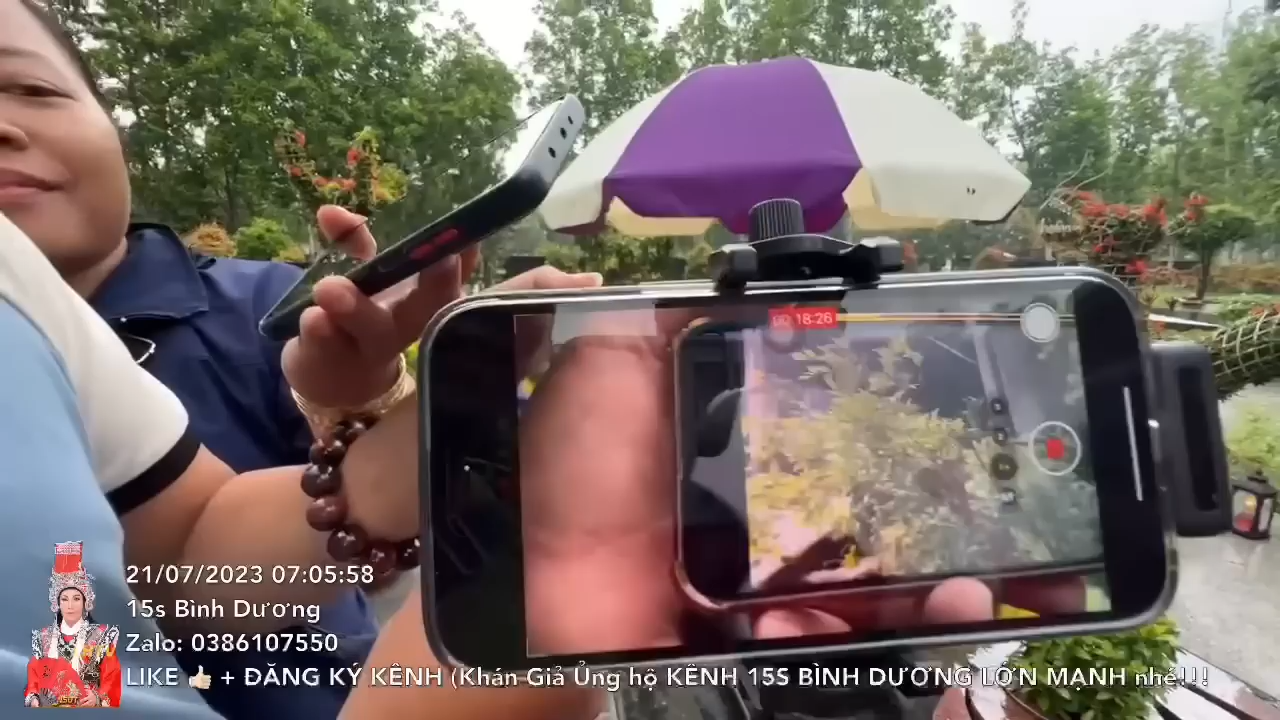 00:18:26
21/07/2023 07:05:58
15s Bình Dương
Zalo: 0386107550
LIKE 👍🏻 + ĐĂNG KÝ KÊNH (Khán Giả Ủng hộ KÊNH 15S BÌNH DƯƠNG LỚN MẠNH nhé!!!